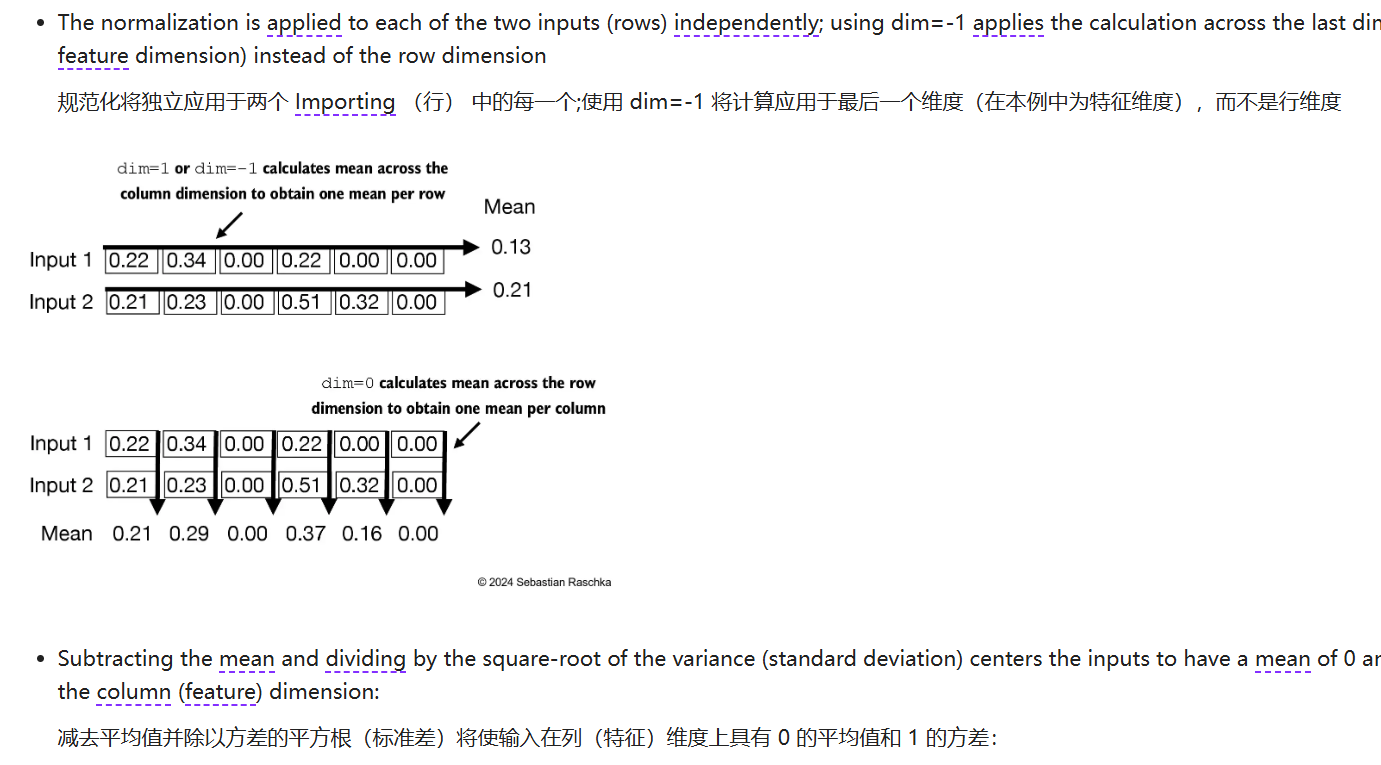 The normalization is applied to each of the two inputs (rows) independently; using dim=-1 applies the calculation across the last
feature dimension) instead of the row dimension
规范化将独立应用于两个 Importing （行） 中的每一个;使用 dim=-1 将计算应用于最后一个维度（在本例中为特征维度），而不是行维度
dim=1 or dim=-1 calculates mean across the
column dimension to obtain one mean per row
Mean
Input 1 0.22 0.34 0.00 0.22 0.00 0.00 0.13
Input 2 0.21 0.23 0.00 0.51 0.32 0.00 0.21
dim=0 calculates mean across the row
dimension to obtain one mean per column
Input 1 0.22 0.34 0.00 0.22 0.00 0.00
Input 2 0.21 0.23 0.00 0.51 0.32 0.00
Mean 0.21 0.29 0.00 0.37 0.16 0.00
© 2024 Sebastian Raschka
Subtracting the mean and dividing by the square-root of the variance (standard deviation) centers the inputs to have a mean of 0
the column (feature) dimension:
减去平均值并除以方差的平方根（标准差）将使输入在列（特征）维度上具有 0 的平均值和 1 的方差：